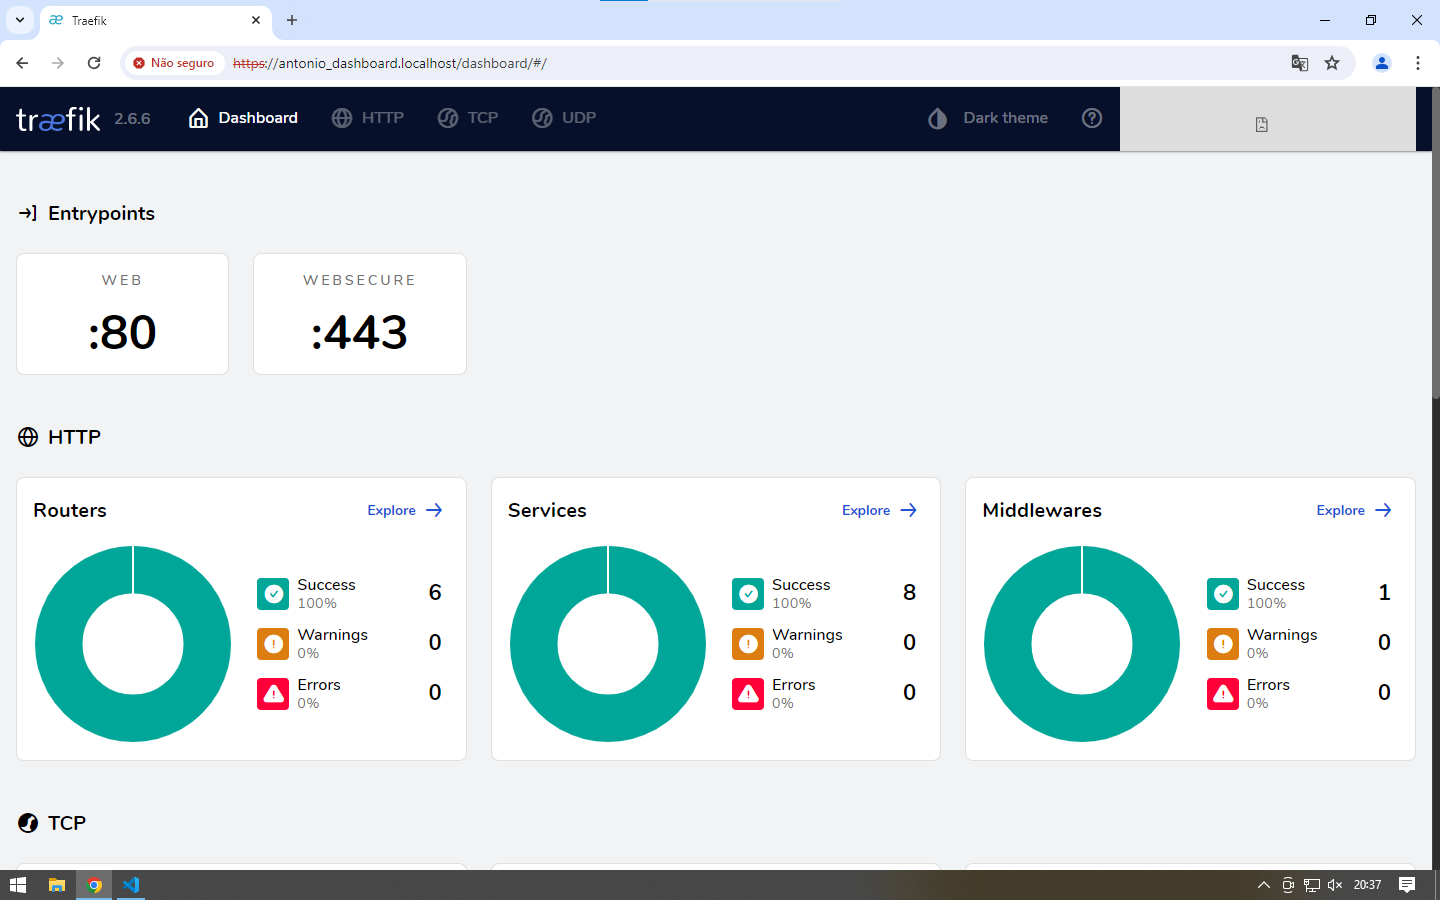 Traefik
Não seguro
https://antonio_dashboard.localhost/dashboard/#/
træfik 2.6.6 Dashboard HTTP TCP UDP Dark theme
Entrypoints
WEB
:80
WEBSECURE
:443
HTTP
Routers Explore
Success 6
100%
Warnings 0
0%
Errors 0
0%
Services Explore
Success 8
100%
Warnings 0
0%
Errors 0
0%
Middlewares Explore
Success 1
100%
Warnings 0
0%
Errors 0
0%
TCP
20:37